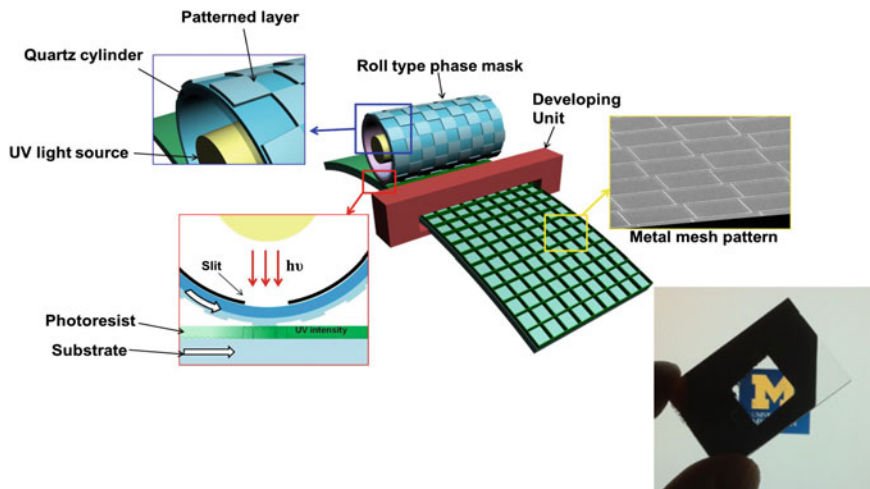 Patterned layer
Quartz cylinder
UV light source
Roll type phase mask
Developing
Unit
Metal mesh pattern
Slit
hυ
Photoresist
UV intensity
Substrate
M